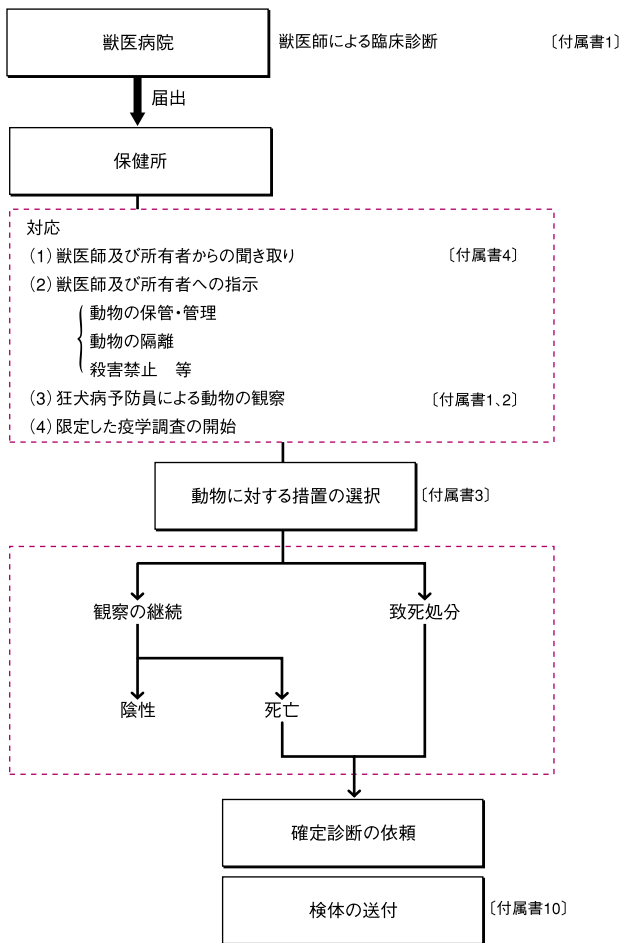 獣医病院
獣医師による臨床診断 〔付属書1〕
届出
保健所
対応
(1)獣医師及び所有者からの聞き取り 〔付属書4〕
(2)獣医師及び所有者への指示
動物の保管・管理
動物の隔離
殺害禁止 等
(3)狂犬病予防員による動物の観察 〔付属書1、2〕
(4)限定した疫学調査の開始
動物に対する措置の選択 〔付属書3〕
観察の継続 致死処分
陰性 死亡
確定診断の依頼
検体の送付 〔付属書10〕